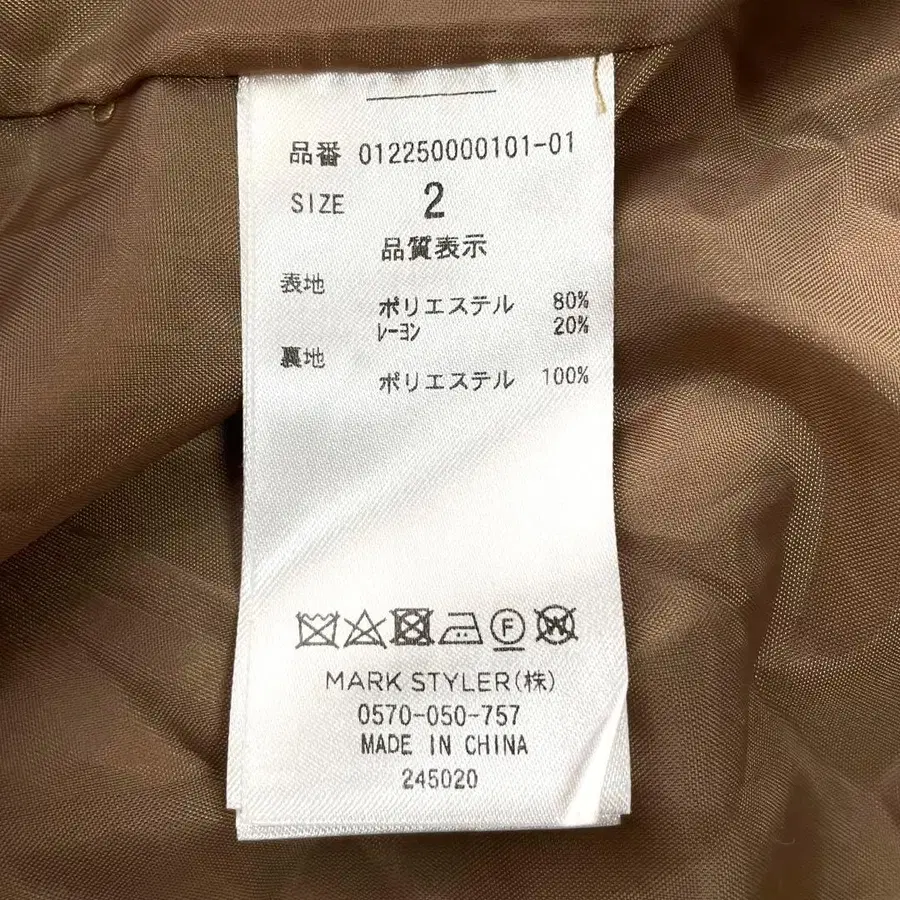 品番 012250000101-01
SIZE 2
品質表示
表地
ポリエステル 80%
ﾚｰﾖﾝ 20%
裏地
ポリエステル 100%
F W
MARK STYLER(株)
0570-050-757
MADE IN CHINA
245020